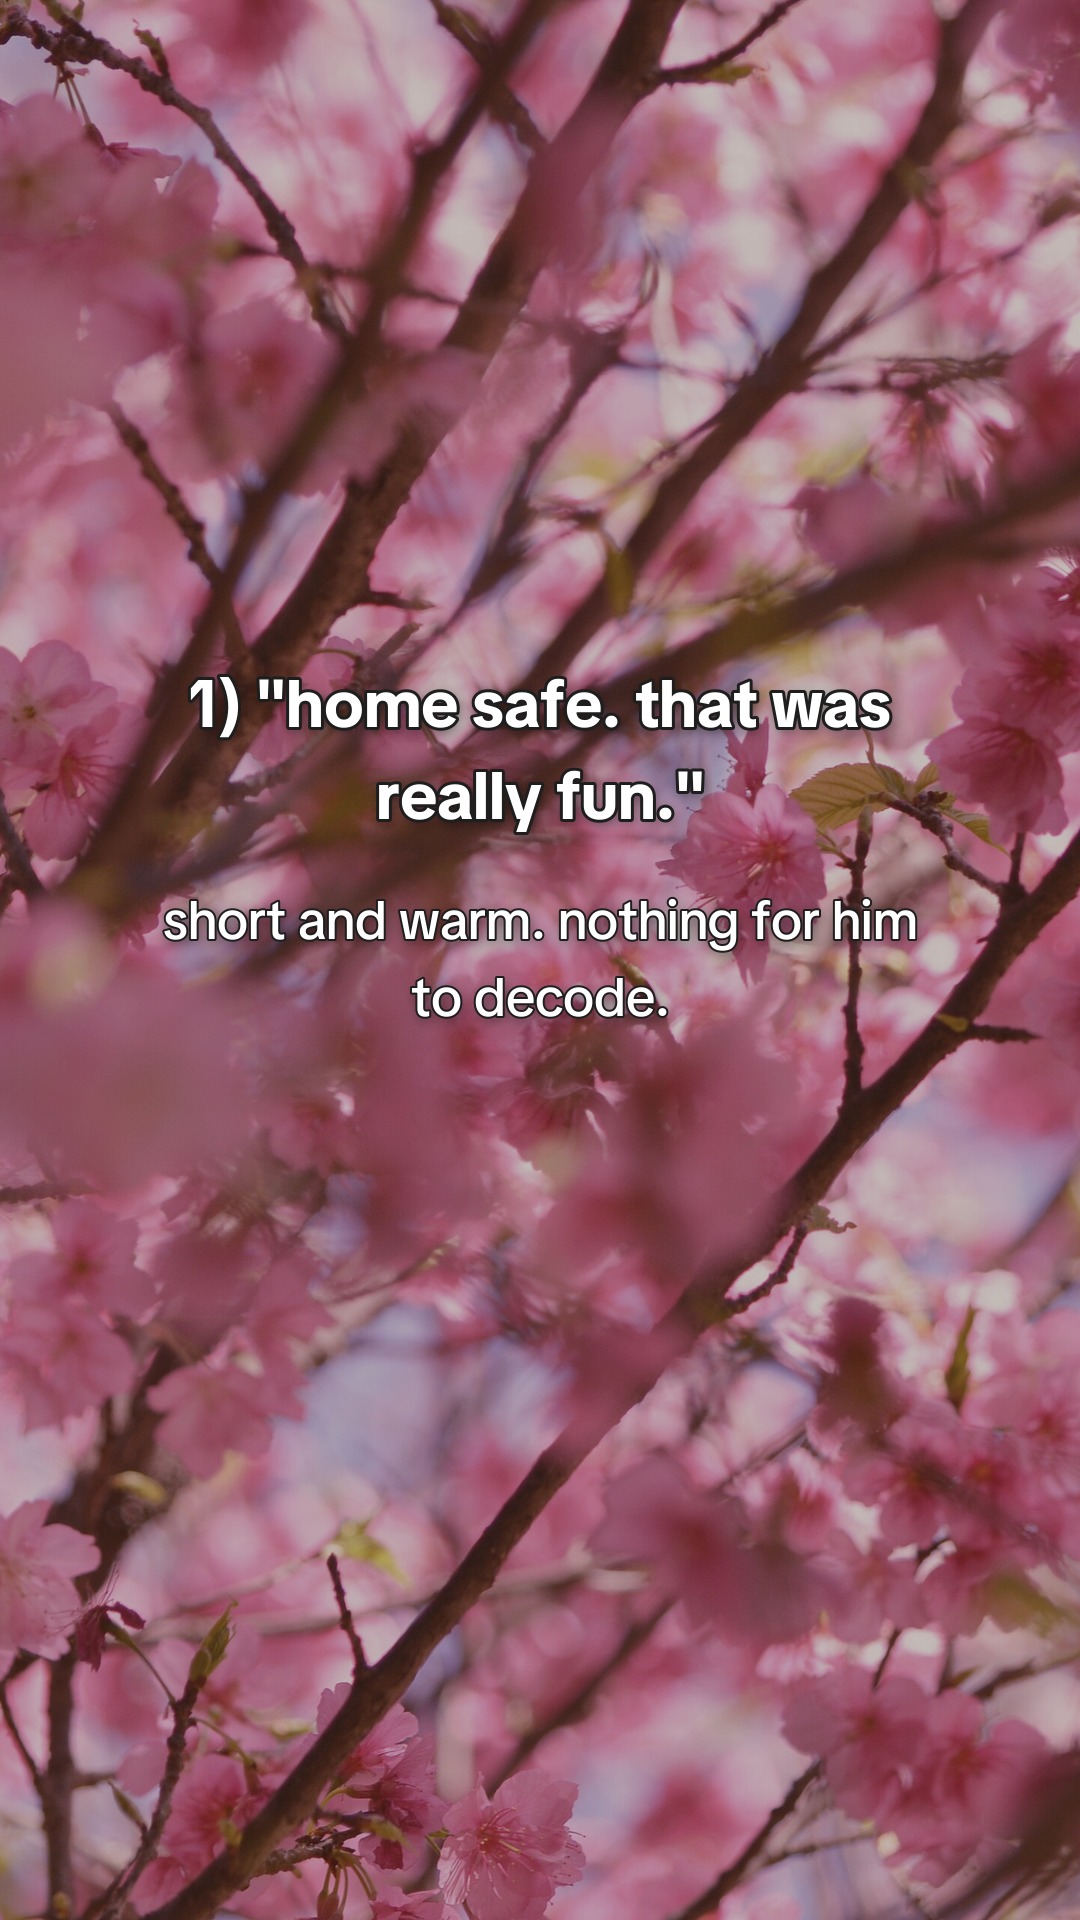 1) "home safe. that was
really fun."
short and warm. nothing for him
to decode.